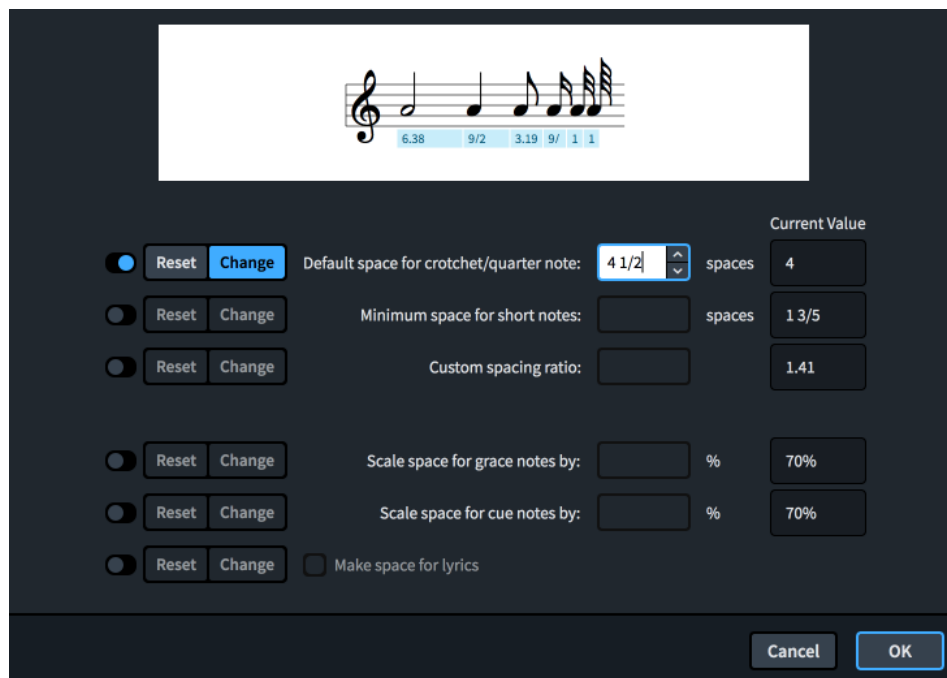 6.38 9/2 3.19 9/ 1 1
Current Value
Reset Change Default space for crotchet/quarter note: 4 1/2 spaces 4
Reset Change Minimum space for short notes: spaces 1 3/5
Reset Change Custom spacing ratio: 1.41
Reset Change Scale space for grace notes by: % 70%
Reset Change Scale space for cue notes by: % 70%
Reset Change Make space for lyrics
Cancel OK